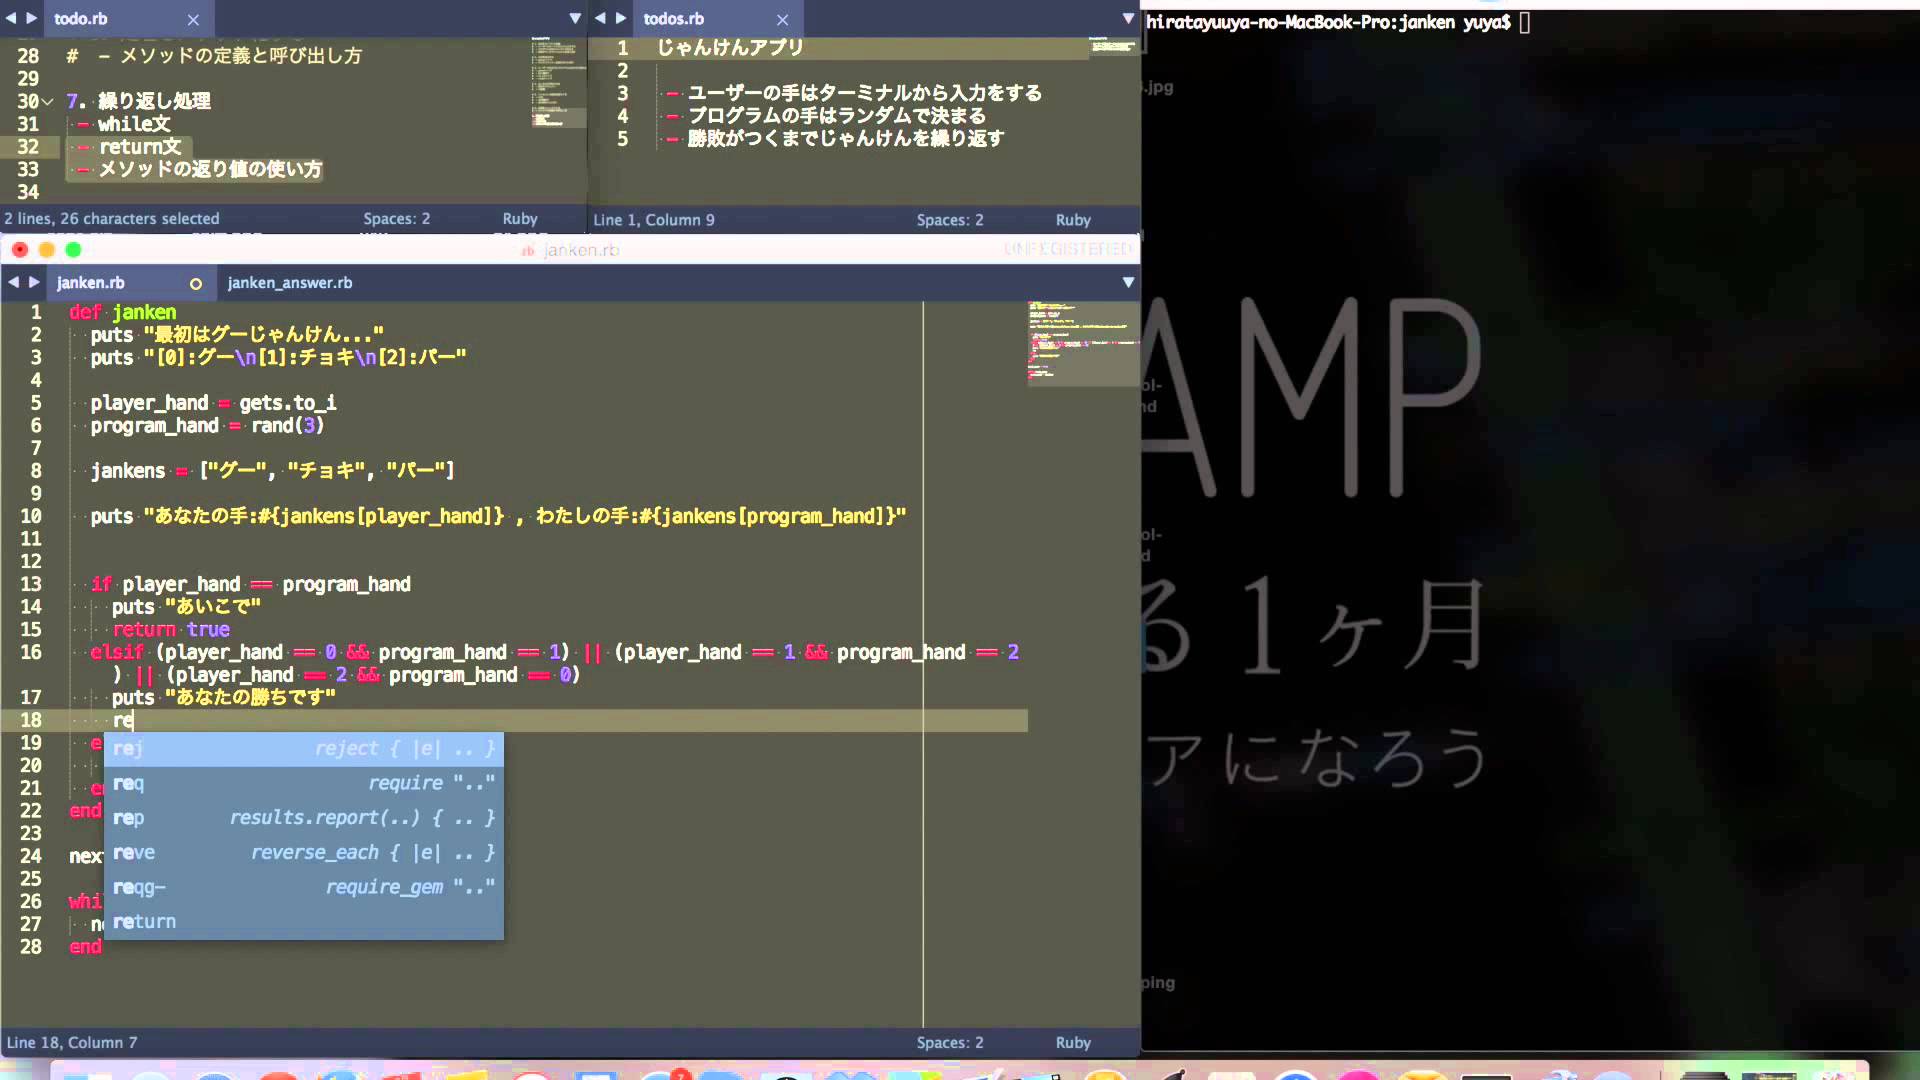 todo.rb
28 #  - メソッドの定義と呼び出し方
29
30 7. 繰り返し処理
31 - while文
32 - return文
33 - メソッドの返り値の使い方
34
2 lines, 26 characters selected Spaces: 2 Ruby
todos.rb
1 じゃんけんアプリ
2
3 - ユーザーの手はターミナルから入力をする
4 - プログラムの手はランダムで決まる
5 - 勝敗がつくまでじゃんけんを繰り返す
Line 1, Column 9 Spaces: 2 Ruby
janken.rb UNREGISTERED
janken.rb janken_answer.rb
1 def janken
2 puts "最初はグーじゃんけん..."
3 puts "[0]:グー\n[1]:チョキ\n[2]:パー"
4
5 player_hand = gets.to_i
6 program_hand = rand(3)
7
8 jankens = ["グー", "チョキ", "パー"]
9
10 puts "あなたの手:#{jankens[player_hand]} , わたしの手:#{jankens[program_hand]}"
11
12
13 if player_hand == program_hand
14 puts "あいこで"
15 return true
16 elsif (player_hand == 0 && program_hand == 1) || (player_hand == 1 && program_hand == 2
) || (player_hand == 2 && program_hand == 0)
17 puts "あなたの勝ちです"
18 re
19 e
20
21 en
22 end
23
24 nex
25
26 whi
27 ne
28 end
rej reject { |e| .. }
req require ".."
rep results.report(..) { .. }
reve reverse_each { |e| .. }
reqg- require_gem ".."
return
Line 18, Column 7 Spaces: 2 Ruby
hiratayuuya-no-MacBook-Pro:janken yuya$
.jpg
AMP
ol-
nd
ol-
d
る1ヶ月
アになろう
ping